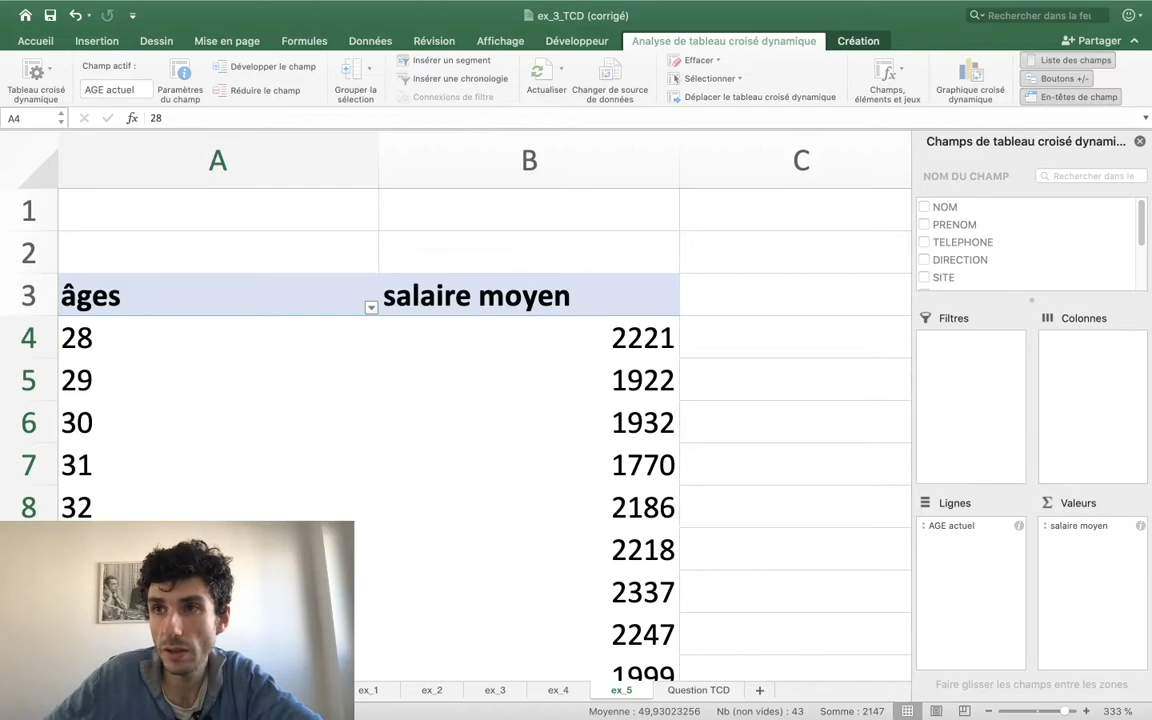 ex_3_TCD (corrigé)
Rechercher dans la feu
Accueil Insertion Dessin Mise en page Formules Données Révision Affichage Développeur Analyse de tableau croisé dynamique Création Partager
Tableau croisé dynamique
Champ actif :
AGE actuel
Paramètres du champ
Développer le champ
Réduire le champ
Grouper la sélection
Insérer un segment
Insérer une chronologie
Connexions de filtre
Actualiser
Changer de source de données
Effacer
Sélectionner
Déplacer le tableau croisé dynamique
Champs, éléments et jeux
Graphique croisé dynamique
Liste des champs
Boutons +/-
En-têtes de champ
A4 fx 28
A B C
1
2
3 âges salaire moyen
4 28 2221
5 29 1922
6 30 1932
7 31 1770
8 32 2186
2218
2337
2247
1999
Champs de tableau croisé dynami...
NOM DU CHAMP
Rechercher dans le
NOM
PRENOM
TELEPHONE
DIRECTION
SITE
Filtres
Colonnes
Lignes
Valeurs
AGE actuel
salaire moyen
Faire glisser les champs entre les zones
ex_1 ex_2 ex_3 ex_4 ex_5 Question TCD +
Moyenne : 49,93023256 Nb (non vides) : 43 Somme : 2147 333 %